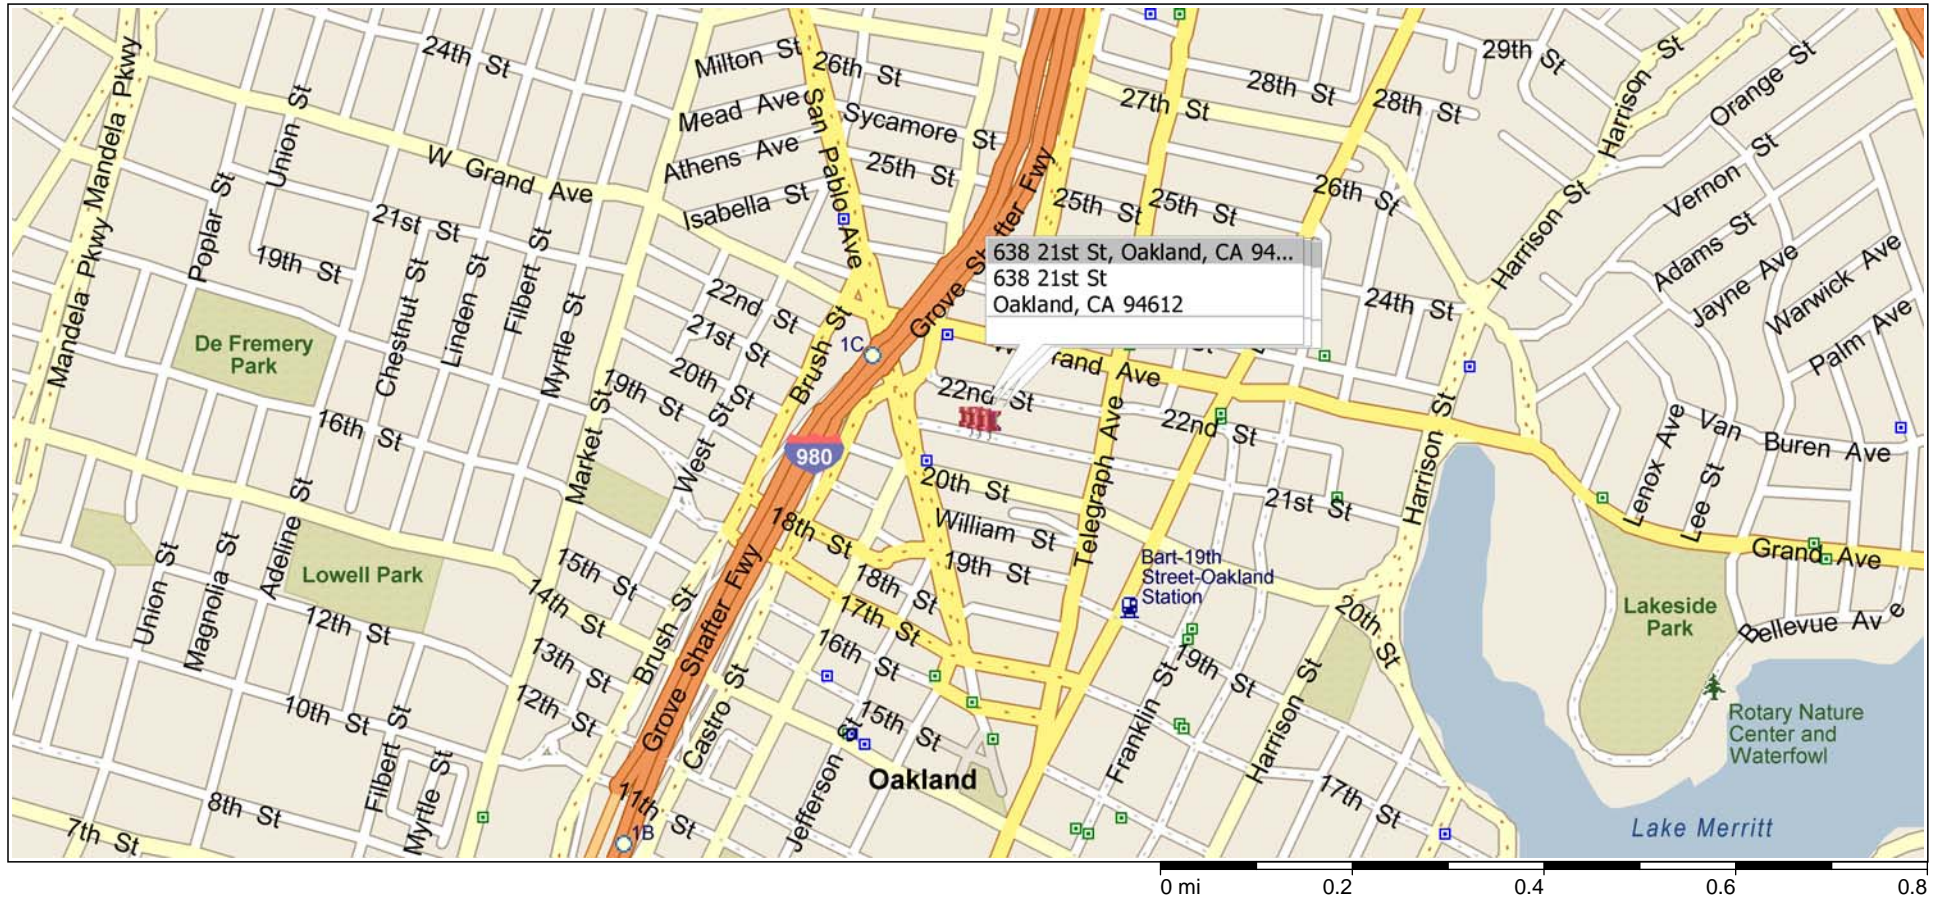 24th St
Milton St
26th St
29th St
Harrison St
Orange St
Mandela Pkwy
Union St
Mead Ave
San Pablo Ave
Sycamore St
27th St
28th St
28th St
W Grand Ave
Athens Ave
25th St
Vernon St
Poplar St
21st St
Isabella St
25th St
25th St
26th St
Harrison St
Adams St
Mandela Pkwy
19th St
Chestnut St
Linden St
Filbert St
Myrtle St
22nd St
Grove Shafter Fwy
638 21st St, Oakland, CA 94...
638 21st St
Oakland, CA 94612
24th St
Jayne Ave
Warwick Ave
Palm Ave
De Fremery
Park
21st St
Brush St
1C
20th St
19th St
22nd St
rand Ave
22nd St
16th St
Market St
West St
980
20th St
Telegraph Ave
21st St
Harrison St
Lenox Ave
Van Buren Ave
Lee St
18th St
William St
19th St
Bart-19th
Street-Oakland
Station
Grand Ave
Union St
Magnolia St
Adeline St
Lowell Park
15th St
14th St
18th St
17th St
20th St
Lakeside
Park
Bellevue Ave
12th St
13th St
Brush St
Grove Shafter Fwy
16th St
19th St
12th St
10th St
Filbert St
Myrtle St
Castro St
15th St
Jefferson St
Oakland
Franklin St
Harrison St
17th St
Rotary Nature
Center and
Waterfowl
8th St
7th St
11th St
1B
Lake Merritt
0 mi 0.2 0.4 0.6 0.8